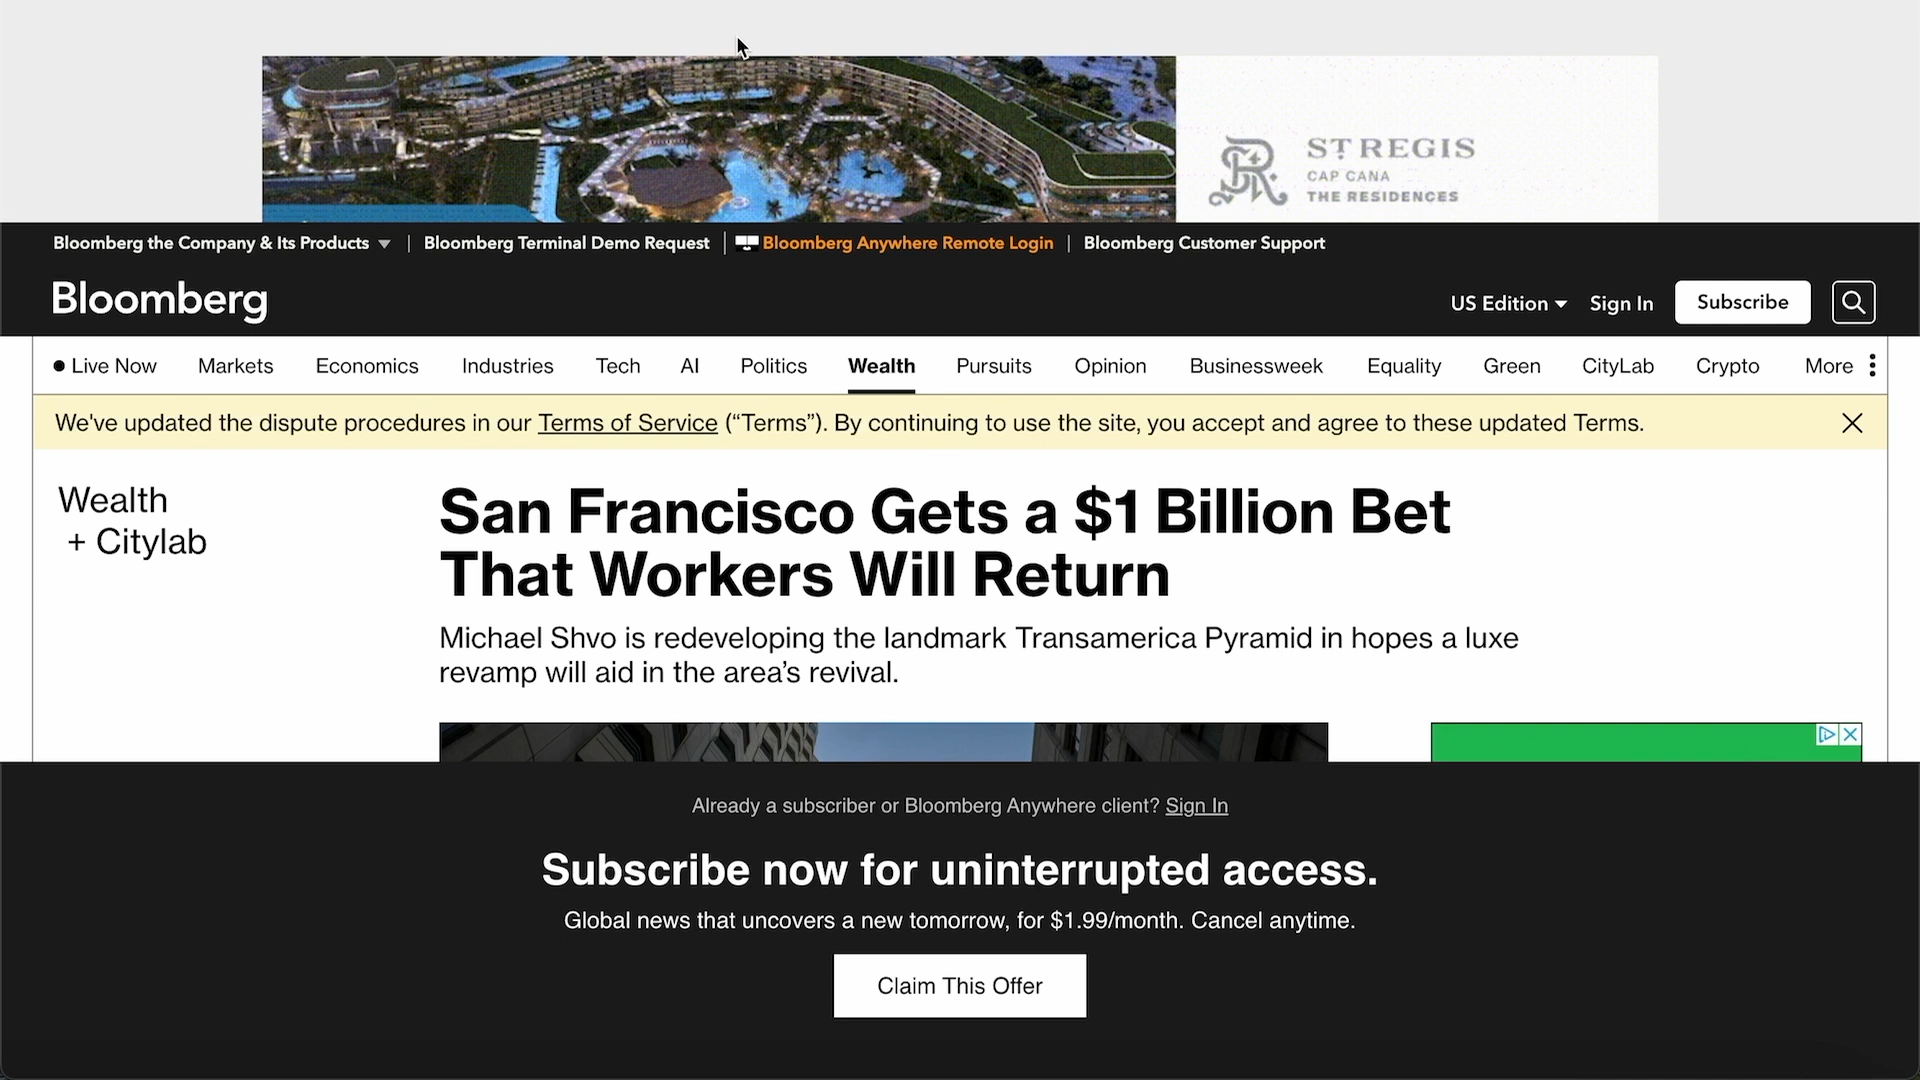 ST REGIS
CAP CANA
THE RESIDENCES
Bloomberg the Company & Its Products | Bloomberg Terminal Demo Request | Bloomberg Anywhere Remote Login | Bloomberg Customer Support
Bloomberg
US Edition Sign In Subscribe
Live Now Markets Economics Industries Tech AI Politics Wealth Pursuits Opinion Businessweek Equality Green CityLab Crypto More
We've updated the dispute procedures in our Terms of Service (“Terms”). By continuing to use the site, you accept and agree to these updated Terms.
Wealth
+ Citylab
San Francisco Gets a $1 Billion Bet
That Workers Will Return
Michael Shvo is redeveloping the landmark Transamerica Pyramid in hopes a luxe
revamp will aid in the area’s revival.
Already a subscriber or Bloomberg Anywhere client? Sign In
Subscribe now for uninterrupted access.
Global news that uncovers a new tomorrow, for $1.99/month. Cancel anytime.
Claim This Offer